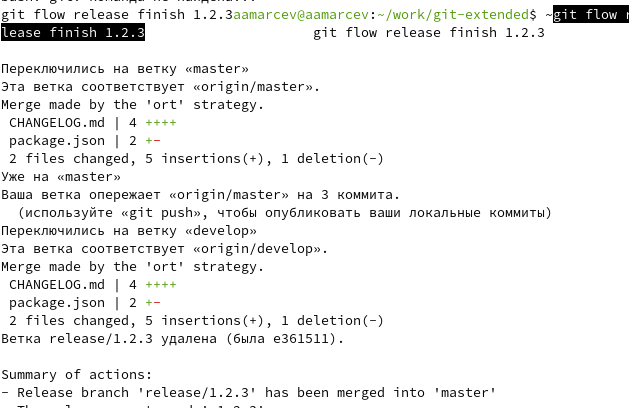 git flow release finish 1.2.3aamarcev@aamarcev:~/work/git-extended$ ~git flow r
lease finish 1.2.3 git flow release finish 1.2.3
Переключились на ветку «master»
Эта ветка соответствует «origin/master».
Merge made by the 'ort' strategy.
CHANGELOG.md | 4 ++++
package.json | 2 +-
2 files changed, 5 insertions(+), 1 deletion(-)
Уже на «master»
Ваша ветка опережает «origin/master» на 3 коммита.
(используйте «git push», чтобы опубликовать ваши локальные коммиты)
Переключились на ветку «develop»
Эта ветка соответствует «origin/develop».
Merge made by the 'ort' strategy.
CHANGELOG.md | 4 ++++
package.json | 2 +-
2 files changed, 5 insertions(+), 1 deletion(-)
Ветка release/1.2.3 удалена (была e361511).
Summary of actions:
- Release branch 'release/1.2.3' has been merged into 'master'